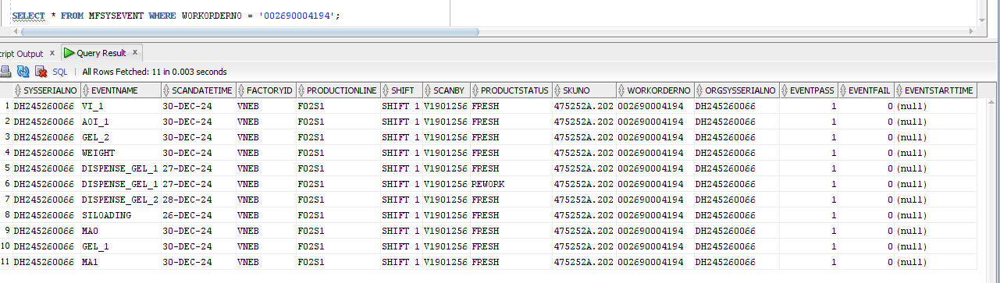 SELECT * FROM MFSYSEVENT WHERE WORKORDERNO = '002690004194';
cript Output x Query Result x
SQL | All Rows Fetched: 11 in 0.003 seconds
SYSSERIALNO EVENTNAME SCANDATETIME FACTORYID PRODUCTIONLINE SHIFT SCANBY PRODUCTSTATUS SKUNO WORKORDERNO ORGSYSSERIALNO EVENTPASS EVENTFAIL EVENTSTARTTIME
1 DH245260066 VI_1 30-DEC-24 VNEB F02S1 SHIFT 1 V1901256 FRESH 475252A.202 002690004194 DH245260066 1 0 (null)
2 DH245260066 AOI_1 30-DEC-24 VNEB F02S1 SHIFT 1 V1901256 FRESH 475252A.202 002690004194 DH245260066 1 0 (null)
3 DH245260066 GEL_2 30-DEC-24 VNEB F02S1 SHIFT 1 V1901256 FRESH 475252A.202 002690004194 DH245260066 1 0 (null)
4 DH245260066 WEIGHT 30-DEC-24 VNEB F02S1 SHIFT 1 V1901256 FRESH 475252A.202 002690004194 DH245260066 1 0 (null)
5 DH245260066 DISPENSE_GEL_1 27-DEC-24 VNEB F02S1 SHIFT 1 V1901256 FRESH 475252A.202 002690004194 DH245260066 1 0 (null)
6 DH245260066 DISPENSE_GEL_1 27-DEC-24 VNEB F02S1 SHIFT 1 V1901256 REWORK 475252A.202 002690004194 DH245260066 1 0 (null)
7 DH245260066 DISPENSE_GEL_2 28-DEC-24 VNEB F02S1 SHIFT 1 V1901256 FRESH 475252A.202 002690004194 DH245260066 1 0 (null)
8 DH245260066 SILOADING 26-DEC-24 VNEB F02S1 SHIFT 1 V1901256 FRESH 475252A.202 002690004194 DH245260066 1 0 (null)
9 DH245260066 MA0 30-DEC-24 VNEB F02S1 SHIFT 1 V1901256 FRESH 475252A.202 002690004194 DH245260066 1 0 (null)
10 DH245260066 GEL_1 30-DEC-24 VNEB F02S1 SHIFT 1 V1901256 FRESH 475252A.202 002690004194 DH245260066 1 0 (null)
11 DH245260066 MA1 30-DEC-24 VNEB F02S1 SHIFT 1 V1901256 FRESH 475252A.202 002690004194 DH245260066 1 0 (null)